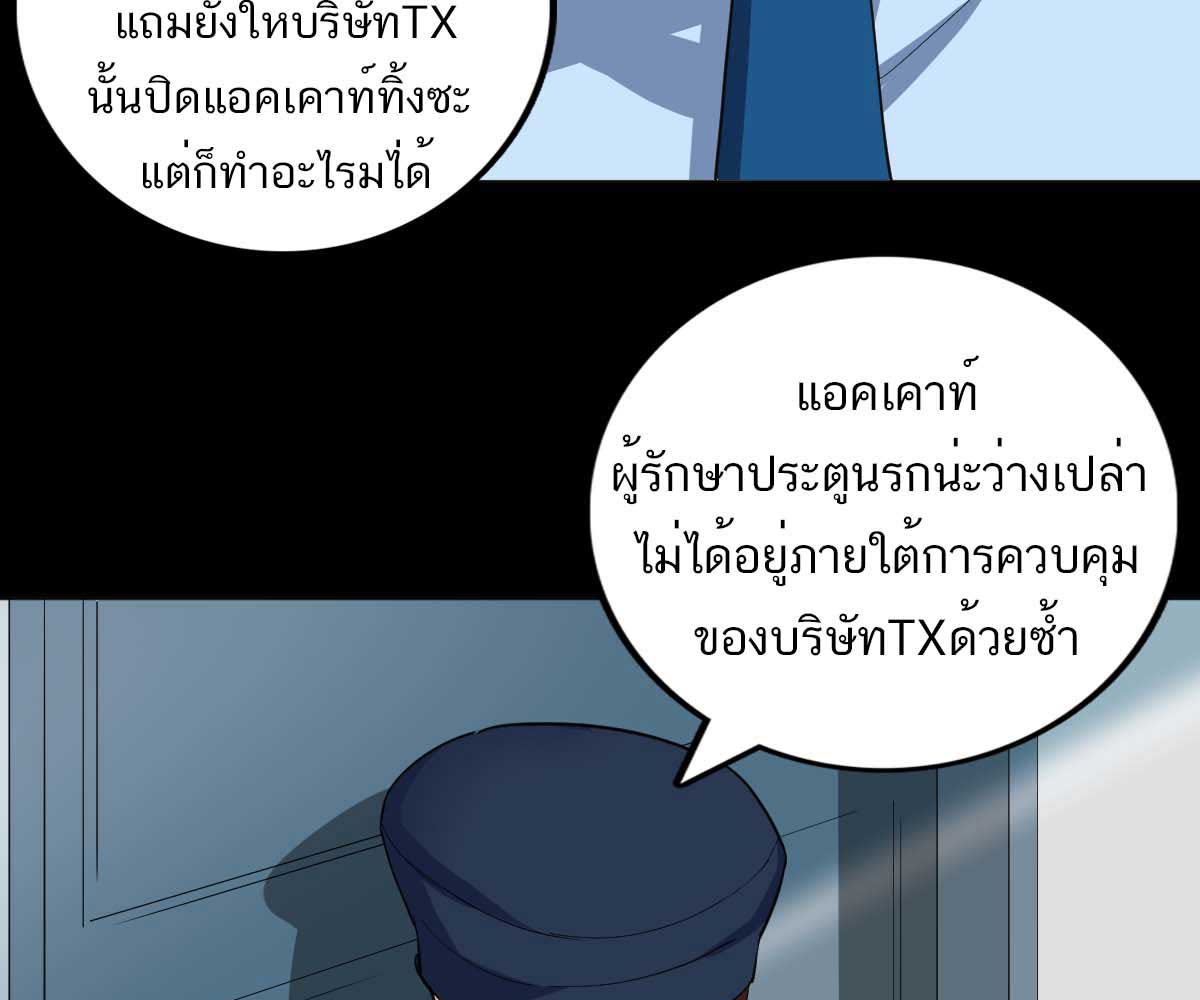 แถมยังให้บริษัทTX
นั้นปิดแอคเคาท์ทิ้งซะ
แต่ก็ทำอะไรมไ่ด้
แอคเคาท์
ผู้รักษาประตูนรกน่ะว่างเปล่า
ไม่ได้อยู่ภายใต้การควบคุม
ของบริษัทTXด้วยซ้ำ